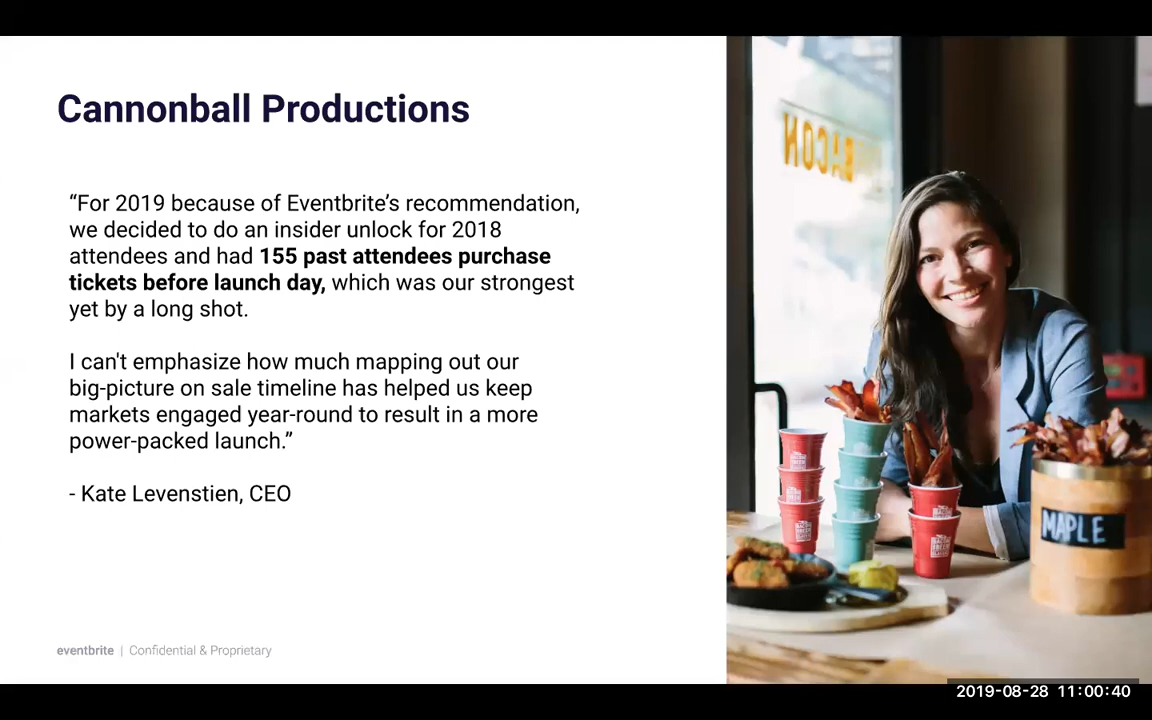 Cannonball Productions
“For 2019 because of Eventbrite’s recommendation,
we decided to do an insider unlock for 2018
attendees and had 155 past attendees purchase
tickets before launch day, which was our strongest
yet by a long shot.
I can't emphasize how much mapping out our
big-picture on sale timeline has helped us keep
markets engaged year-round to result in a more
power-packed launch.”
- Kate Levenstien, CEO
BACON
MAPLE
eventbrite | Confidential & Proprietary
2019-08-28 11:00:40